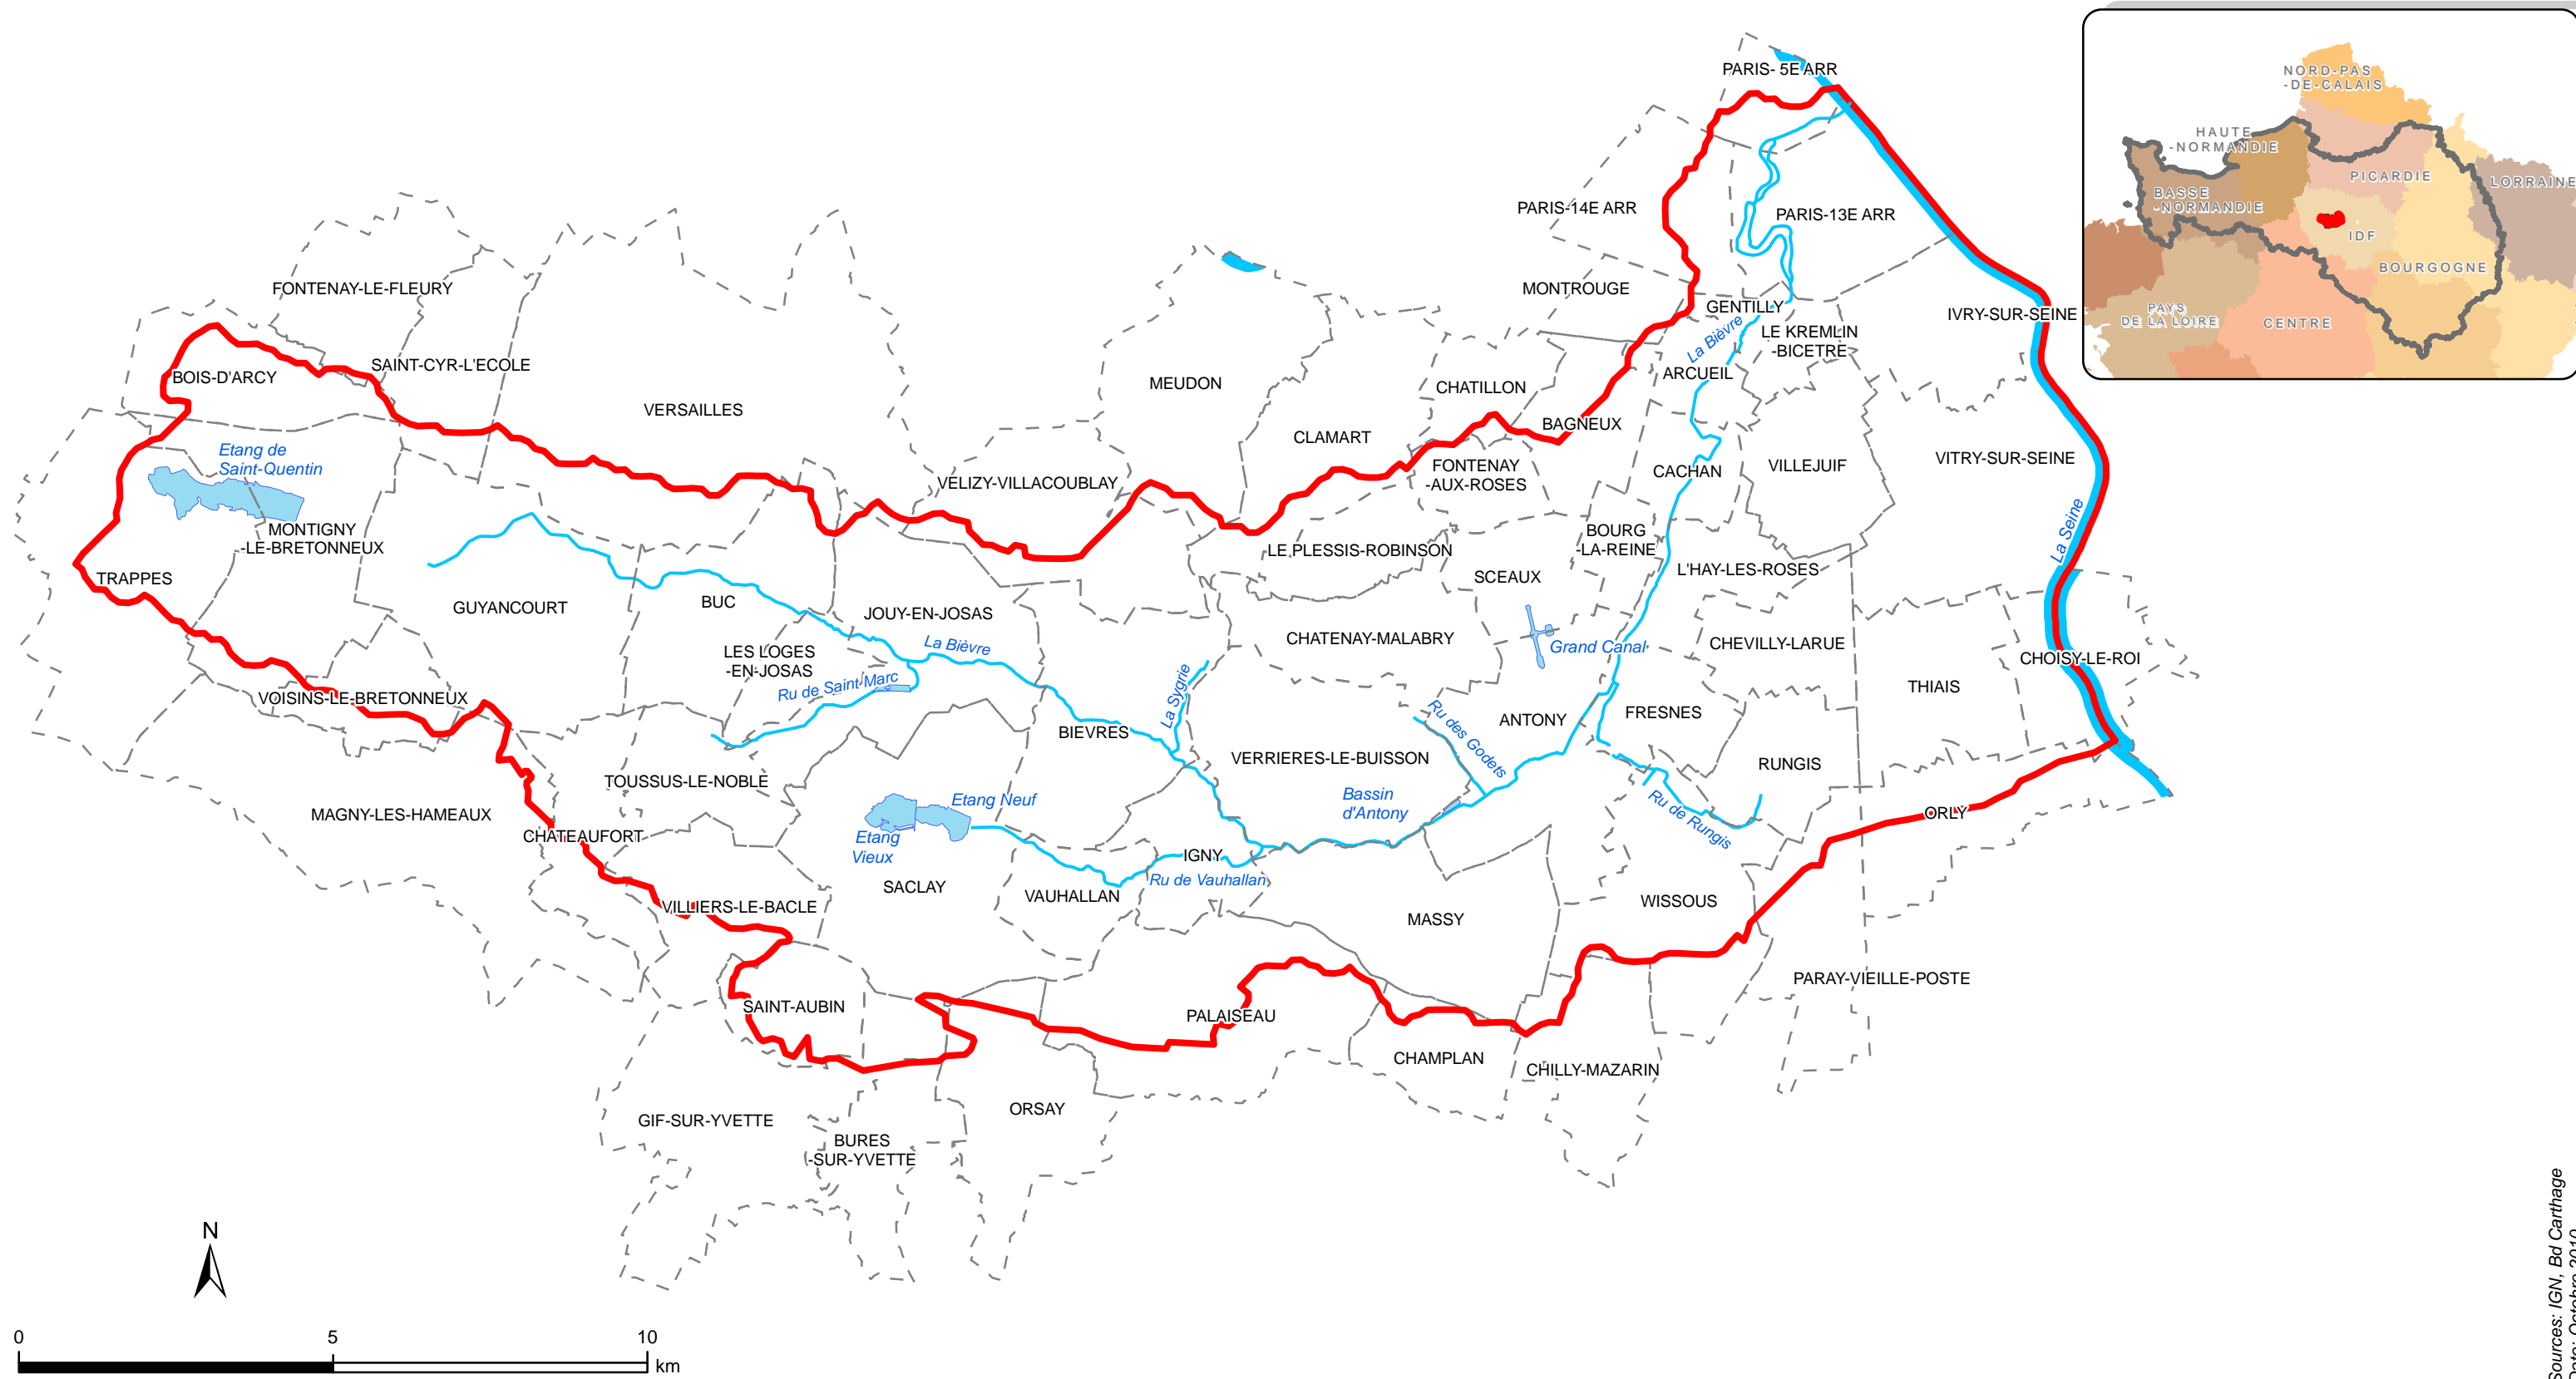 PARIS- 5E ARR
PARIS-14E ARR
PARIS-13E ARR
FONTENAY-LE-FLEURY
MONTROUGE
GENTILLY
IVRY-SUR-SEINE
La Bièvre
LE KREMLIN
-BICETRE
SAINT-CYR-L'ECOLE
BOIS-D'ARCY
ARCUEIL
MEUDON
CHATILLON
VERSAILLES
BAGNEUX
CLAMART
Etang de
Saint-Quentin
FONTENAY
-AUX-ROSES
CACHAN
VILLEJUIF
VITRY-SUR-SEINE
VELIZY-VILLACOUBLAY
MONTIGNY
-LE-BRETONNEUX
BOURG
-LA-REINE
La Seine
LE PLESSIS-ROBINSON
TRAPPES
SCEAUX
L'HAY-LES-ROSES
GUYANCOURT
BUC
JOUY-EN-JOSAS
La Bièvre
CHATENAY-MALABRY
Grand Canal
CHEVILLY-LARUE
CHOISY-LE-ROI
LES LOGES
-EN-JOSAS
Ru de Saint-Marc
La Sygrie
THIAIS
VOISINS-LE-BRETONNEUX
BIEVRES
Ru des Godets
ANTONY
FRESNES
VERRIERES-LE-BUISSON
RUNGIS
TOUSSUS-LE-NOBLE
Etang Neuf
Bassin
d'Antony
MAGNY-LES-HAMEAUX
Ru de Rungis
ORLY
CHATEAUFORT
Etang
Vieux
IGNY
Ru de Vauhallan
SACLAY
VAUHALLAN
VILLIERS-LE-BACLE
MASSY
WISSOUS
PARAY-VIEILLE-POSTE
SAINT-AUBIN
PALAISEAU
CHAMPLAN
CHILLY-MAZARIN
ORSAY
GIF-SUR-YVETTE
BURES
-SUR-YVETTE
N
0 5 10
km
NORD-PAS
-DE-CALAIS
HAUTE
-NORMANDIE
PICARDIE
LORRAINE
BASSE
-NORMANDIE
IDF
BOURGOGNE
PAYS
DE LA LOIRE
CENTRE
Sources: IGN, Bd Carthage
Date: Octobre 2010